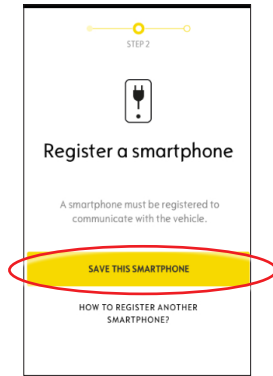 STEP 2
Register a smartphone
A smartphone must be registered to
communicate with the vehicle.
SAVE THIS SMARTPHONE
HOW TO REGISTER ANOTHER
SMARTPHONE?